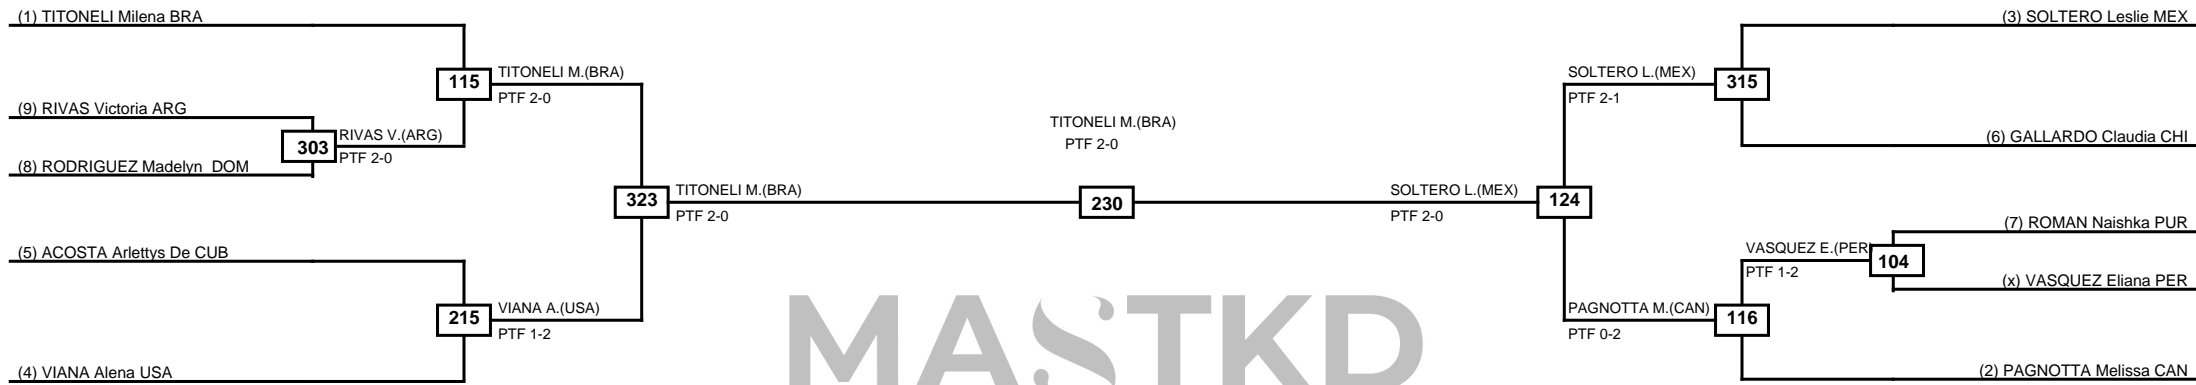 (1) TITONELI Milena BRA
(3) SOLTERO Leslie MEX
115
TITONELI M.(BRA)
PTF 2-0
SOLTERO L.(MEX)
PTF 2-1
315
(9) RIVAS Victoria ARG
303
RIVAS V.(ARG)
PTF 2-0
(8) RODRIGUEZ Madelyn DOM
TITONELI M.(BRA)
PTF 2-0
(6) GALLARDO Claudia CHI
323
TITONELI M.(BRA)
PTF 2-0
230
SOLTERO L.(MEX)
PTF 2-0
124
(7) ROMAN Naishka PUR
(5) ACOSTA Arlettys De CUB
VASQUEZ E.(PER
PTF 1-2
104
(x) VASQUEZ Eliana PER
215
VIANA A.(USA)
PTF 1-2
PAGNOTTA M.(CAN)
PTF 0-2
116
(4) VIANA Alena USA
(2) PAGNOTTA Melissa CAN
MASTKD